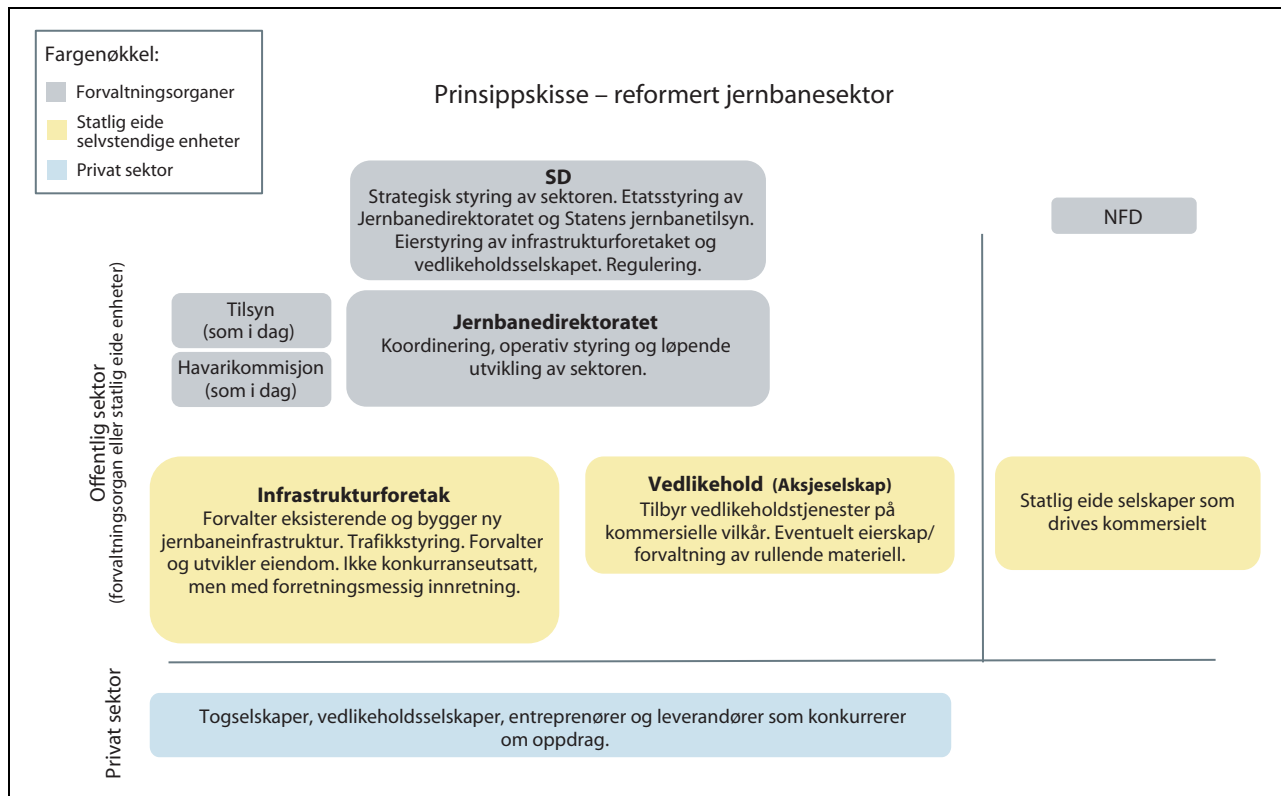 Fargenøkkel:
Forvaltningsorganer
Statlig eide
selvstendige enheter
Privat sektor
Prinsippskisse – reformert jernbanesektor
SD
Strategisk styring av sektoren. Etatsstyring av
Jernbanedirektoratet og Statens jernbanetilsyn.
Eierstyring av infrastrukturforetaket og
vedlikeholdsselskapet. Regulering.
NFD
Tilsyn
(som i dag)
Havarikommisjon
(som i dag)
Jernbanedirektoratet
Koordinering, operativ styring og løpende
utvikling av sektoren.
Offentlig sektor
(forvaltningsorgan eller statlig eide enheter)
Infrastrukturforetak
Forvalter eksisterende og bygger ny
jernbaneinfrastruktur. Trafikkstyring. Forvalter
og utvikler eiendom. Ikke konkurranseutsatt,
men med forretningsmessig innretning.
Vedlikehold (Aksjeselskap)
Tilbyr vedlikeholdstjenester på
kommersielle vilkår. Eventuelt eierskap/
forvaltning av rullende materiell.
Statlig eide selskaper som
drives kommersielt
Privat sektor
Togselskaper, vedlikeholdsselskaper, entreprenører og leverandører som konkurrerer
om oppdrag.